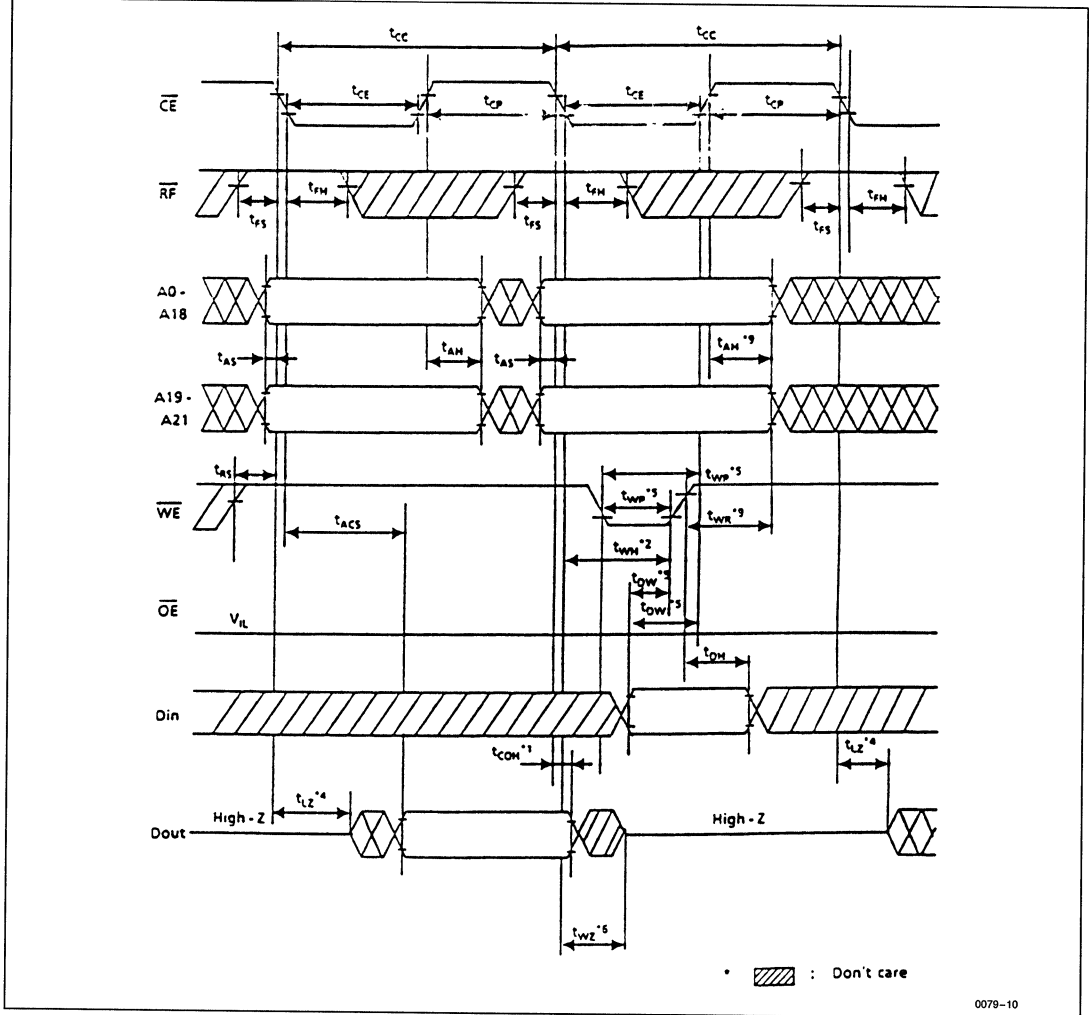 tCC tCC
CE tCE tCP tCE tCP
RF tFS tFH tFS tFH tFS tFH
A0 -
A18
tAS tAH tAS tAH*9
A19 -
A21
tRS tWP*5
WE tWP*5
tACS tWR*9
tWH*2
tDW*5
OE tDW*5
VIL
tDH
Din
tCOH*1 tLZ*4
tLZ*4
High - Z High - Z
Dout
tWZ*6
* : Don't care
0079-10